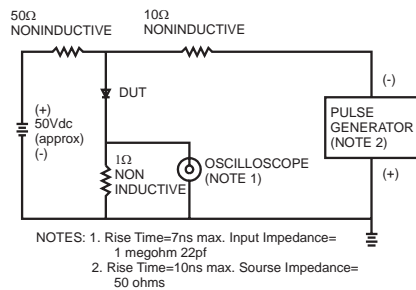 50Ω
NONINDUCTIVE
10Ω
NONINDUCTIVE
DUT
(+)
50Vdc
(approx)
(-)
1Ω
NON
INDUCTIVE
OSCILLOSCOPE
(NOTE 1)
(-)
PULSE
GENERATOR
(NOTE 2)
(+)
NOTES: 1. Rise Time=7ns max. Input Impedance=
1 megohm 22pf
2. Rise Time=10ns max. Sourse Impedance=
50 ohms